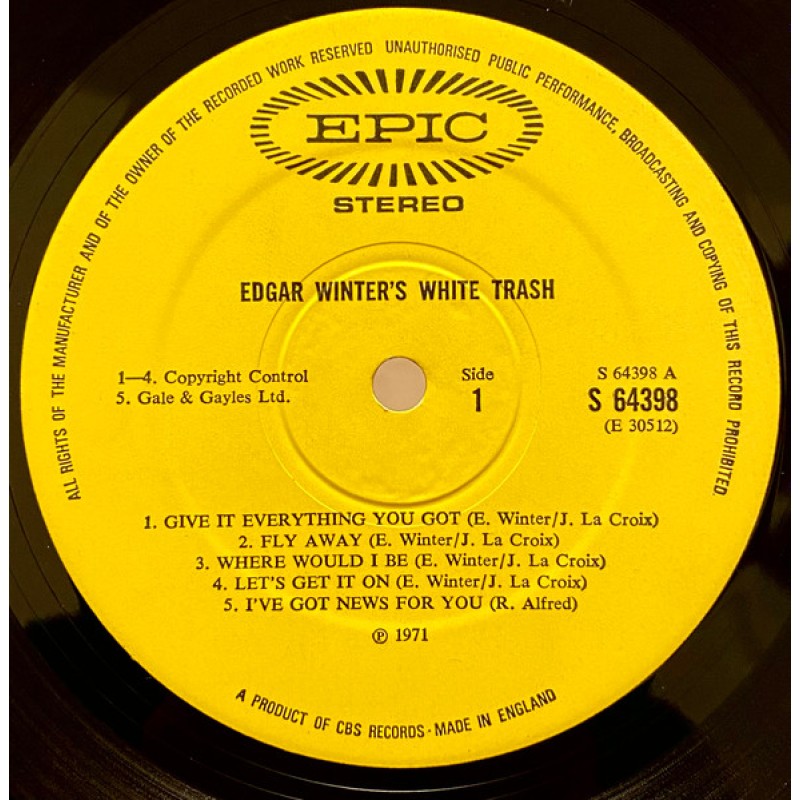 ALL RIGHTS OF THE MANUFACTURER AND OF THE OWNER OF THE RECORDED WORK RESERVED UNAUTHORISED PUBLIC PERFORMANCE, BROADCASTING AND COPYING OF THIS RECORD PROHIBITED.
EPIC
STEREO
EDGAR WINTER'S WHITE TRASH
1—4. Copyright Control
5. Gale & Gayles Ltd.
Side
1
S 64398 A
S 64398
(E 30512)
1. GIVE IT EVERYTHING YOU GOT (E. Winter/J. La Croix)
2. FLY AWAY (E. Winter/J. La Croix)
3. WHERE WOULD I BE (E. Winter/J. La Croix)
4. LET'S GET IT ON (E. Winter/J. La Croix)
5. I'VE GOT NEWS FOR YOU (R. Alfred)
℗ 1971
A PRODUCT OF CBS RECORDS · MADE IN ENGLAND